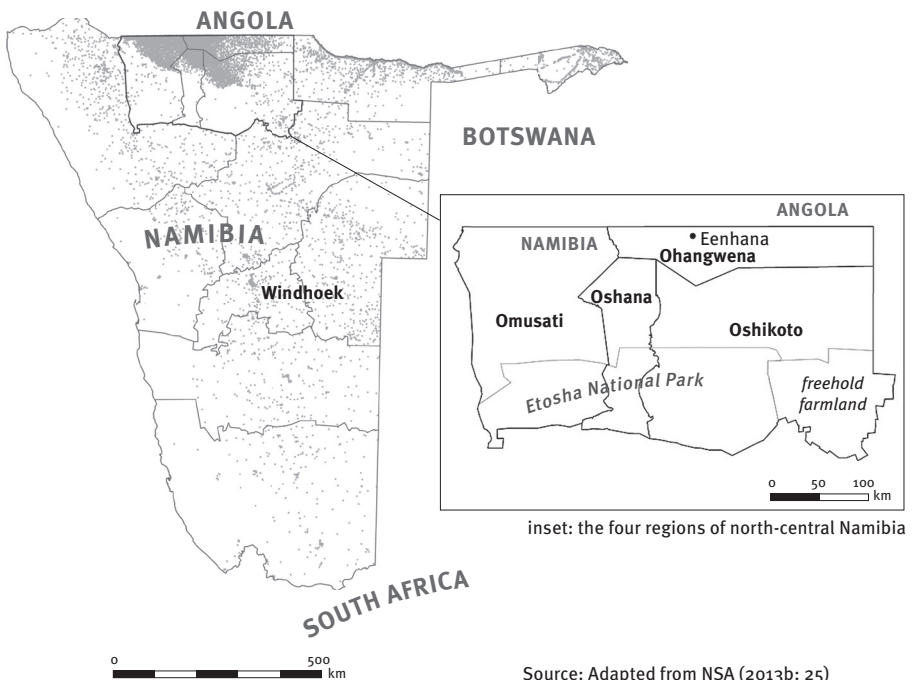 ANGOLA
BOTSWANA
NAMIBIA
Windhoek
SOUTH AFRICA
0 500
km
ANGOLA
NAMIBIA
Eenhana
Ohangwena
Oshana
Omusati
Oshikoto
Etosha National Park
freehold
farmland
0 50 100
km
inset: the four regions of north-central Namibia
Source: Adapted from NSA (2013b: 25)